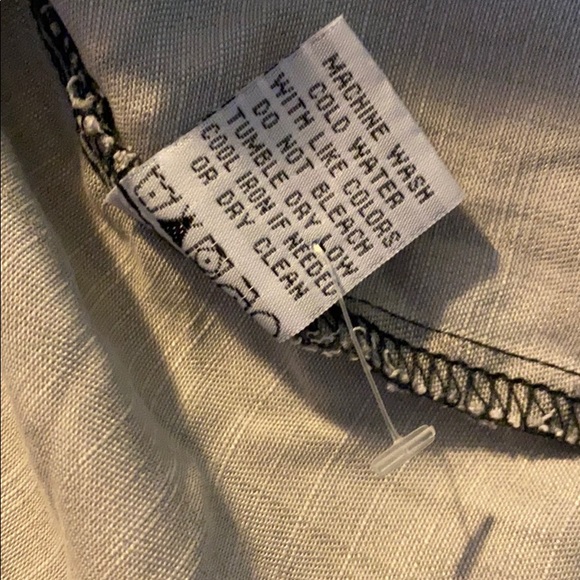 MACHINE WASH
COLD WATER
WITH LIKE COLORS
DO NOT BLEACH
TUMBLE DRY LOW
COOL IRON IF NEEDED
OR DRY CLEAN